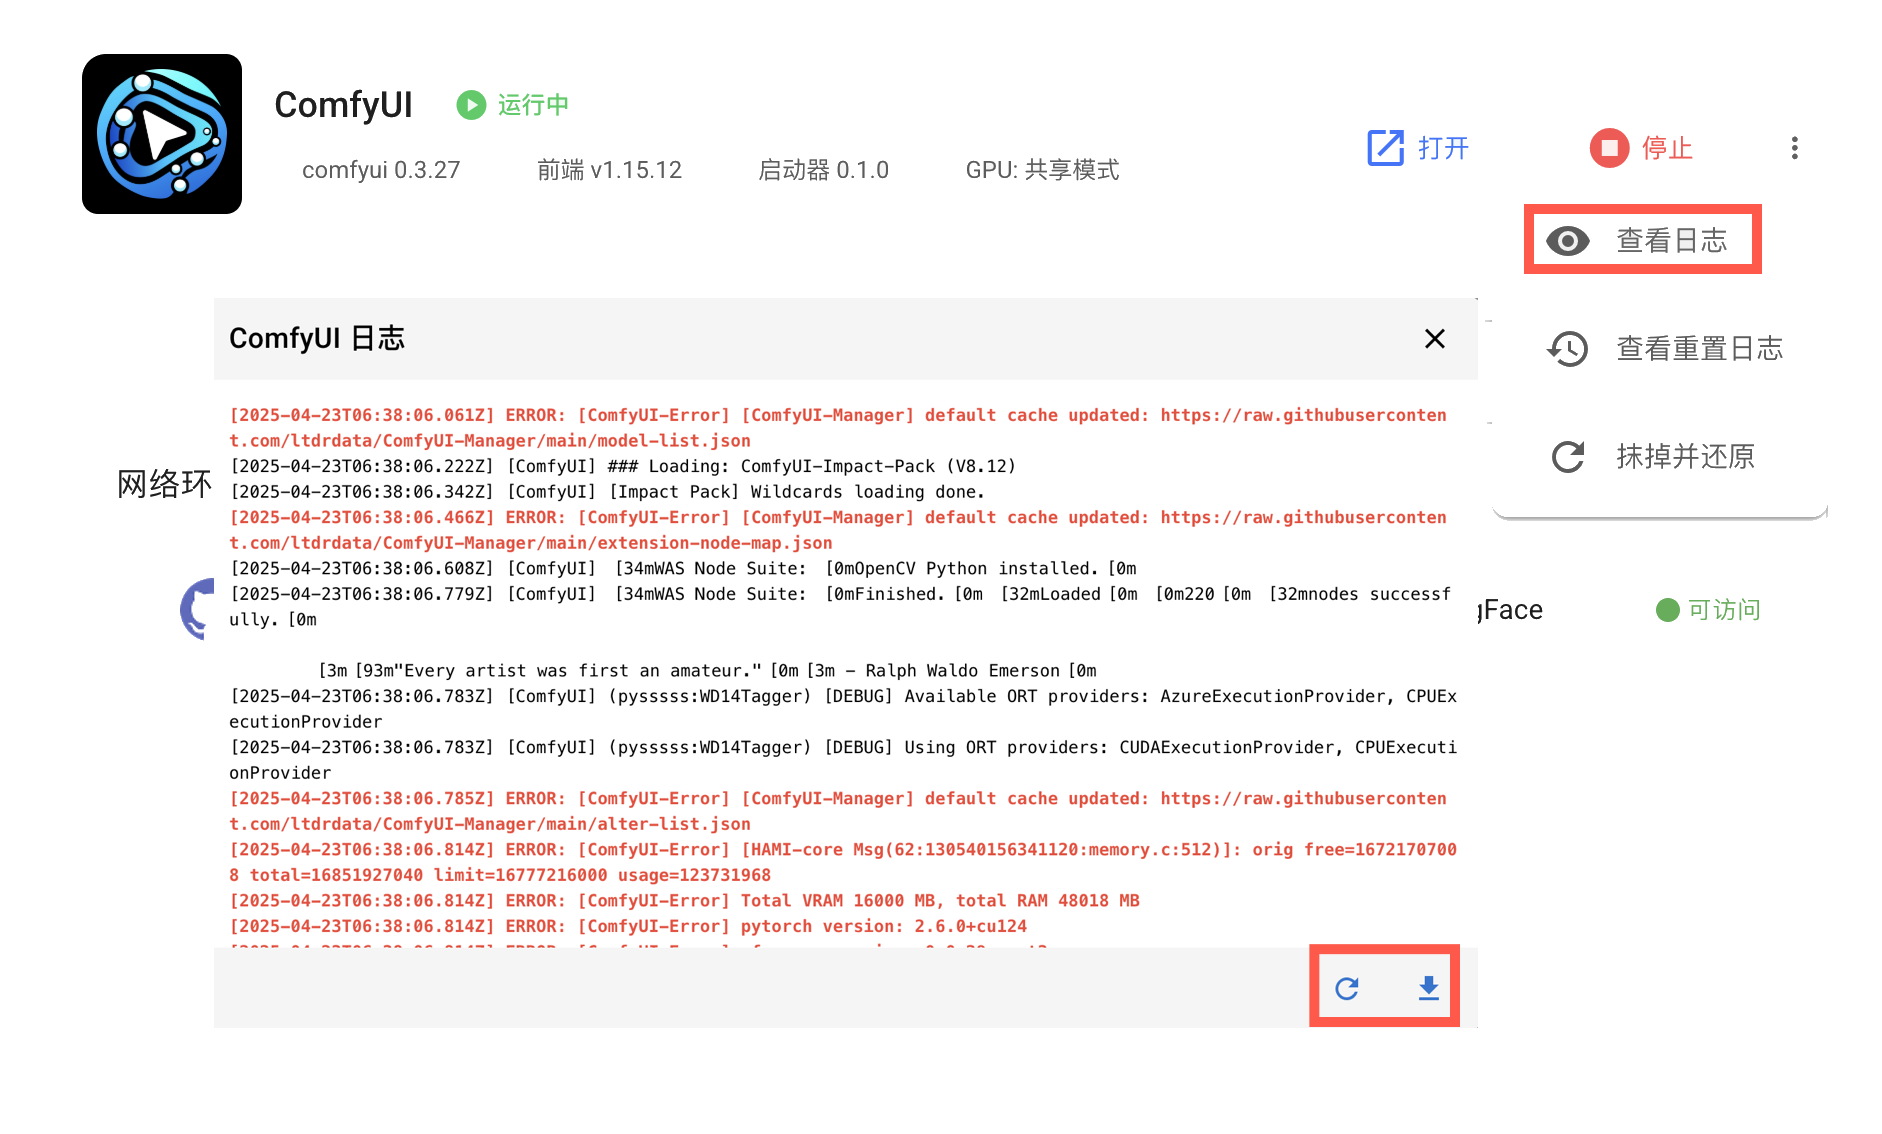 ComfyUI
运行中
comfyui 0.3.27
前端 v1.15.12
启动器 0.1.0
GPU: 共享模式
打开
停止
查看日志
查看重置日志
抹掉并还原
ComfyUI 日志
[2025-04-23T06:38:06.061Z] ERROR: [ComfyUI-Error] [ComfyUI-Manager] default cache updated: https://raw.githubuserconten
t.com/ltdrdata/ComfyUI-Manager/main/model-list.json
[2025-04-23T06:38:06.222Z] [ComfyUI] ### Loading: ComfyUI-Impact-Pack (V8.12)
[2025-04-23T06:38:06.342Z] [ComfyUI] [Impact Pack] Wildcards loading done.
[2025-04-23T06:38:06.466Z] ERROR: [ComfyUI-Error] [ComfyUI-Manager] default cache updated: https://raw.githubuserconten
t.com/ltdrdata/ComfyUI-Manager/main/extension-node-map.json
[2025-04-23T06:38:06.608Z] [ComfyUI] [34mWAS Node Suite: [0mOpenCV Python installed.[0m
[2025-04-23T06:38:06.779Z] [ComfyUI] [34mWAS Node Suite: [0mFinished.[0m [32mLoaded[0m [0m220[0m [32mnodes successf
ully.[0m
[3m[93m"Every artist was first an amateur."[0m[3m - Ralph Waldo Emerson[0m
[2025-04-23T06:38:06.783Z] [ComfyUI] (pysssss:WD14Tagger) [DEBUG] Available ORT providers: AzureExecutionProvider, CPUEx
ecutionProvider
[2025-04-23T06:38:06.783Z] [ComfyUI] (pysssss:WD14Tagger) [DEBUG] Using ORT providers: CUDAExecutionProvider, CPUExecuti
onProvider
[2025-04-23T06:38:06.785Z] ERROR: [ComfyUI-Error] [ComfyUI-Manager] default cache updated: https://raw.githubuserconten
t.com/ltdrdata/ComfyUI-Manager/main/alter-list.json
[2025-04-23T06:38:06.814Z] ERROR: [ComfyUI-Error] [HAMI-core Msg(62:130540156341120:memory.c:512)]: orig free=1672170700
8 total=16851927040 limit=16777216000 usage=123731968
[2025-04-23T06:38:06.814Z] ERROR: [ComfyUI-Error] Total VRAM 16000 MB, total RAM 48018 MB
[2025-04-23T06:38:06.814Z] ERROR: [ComfyUI-Error] pytorch version: 2.6.0+cu124
网络环
gFace
可访问